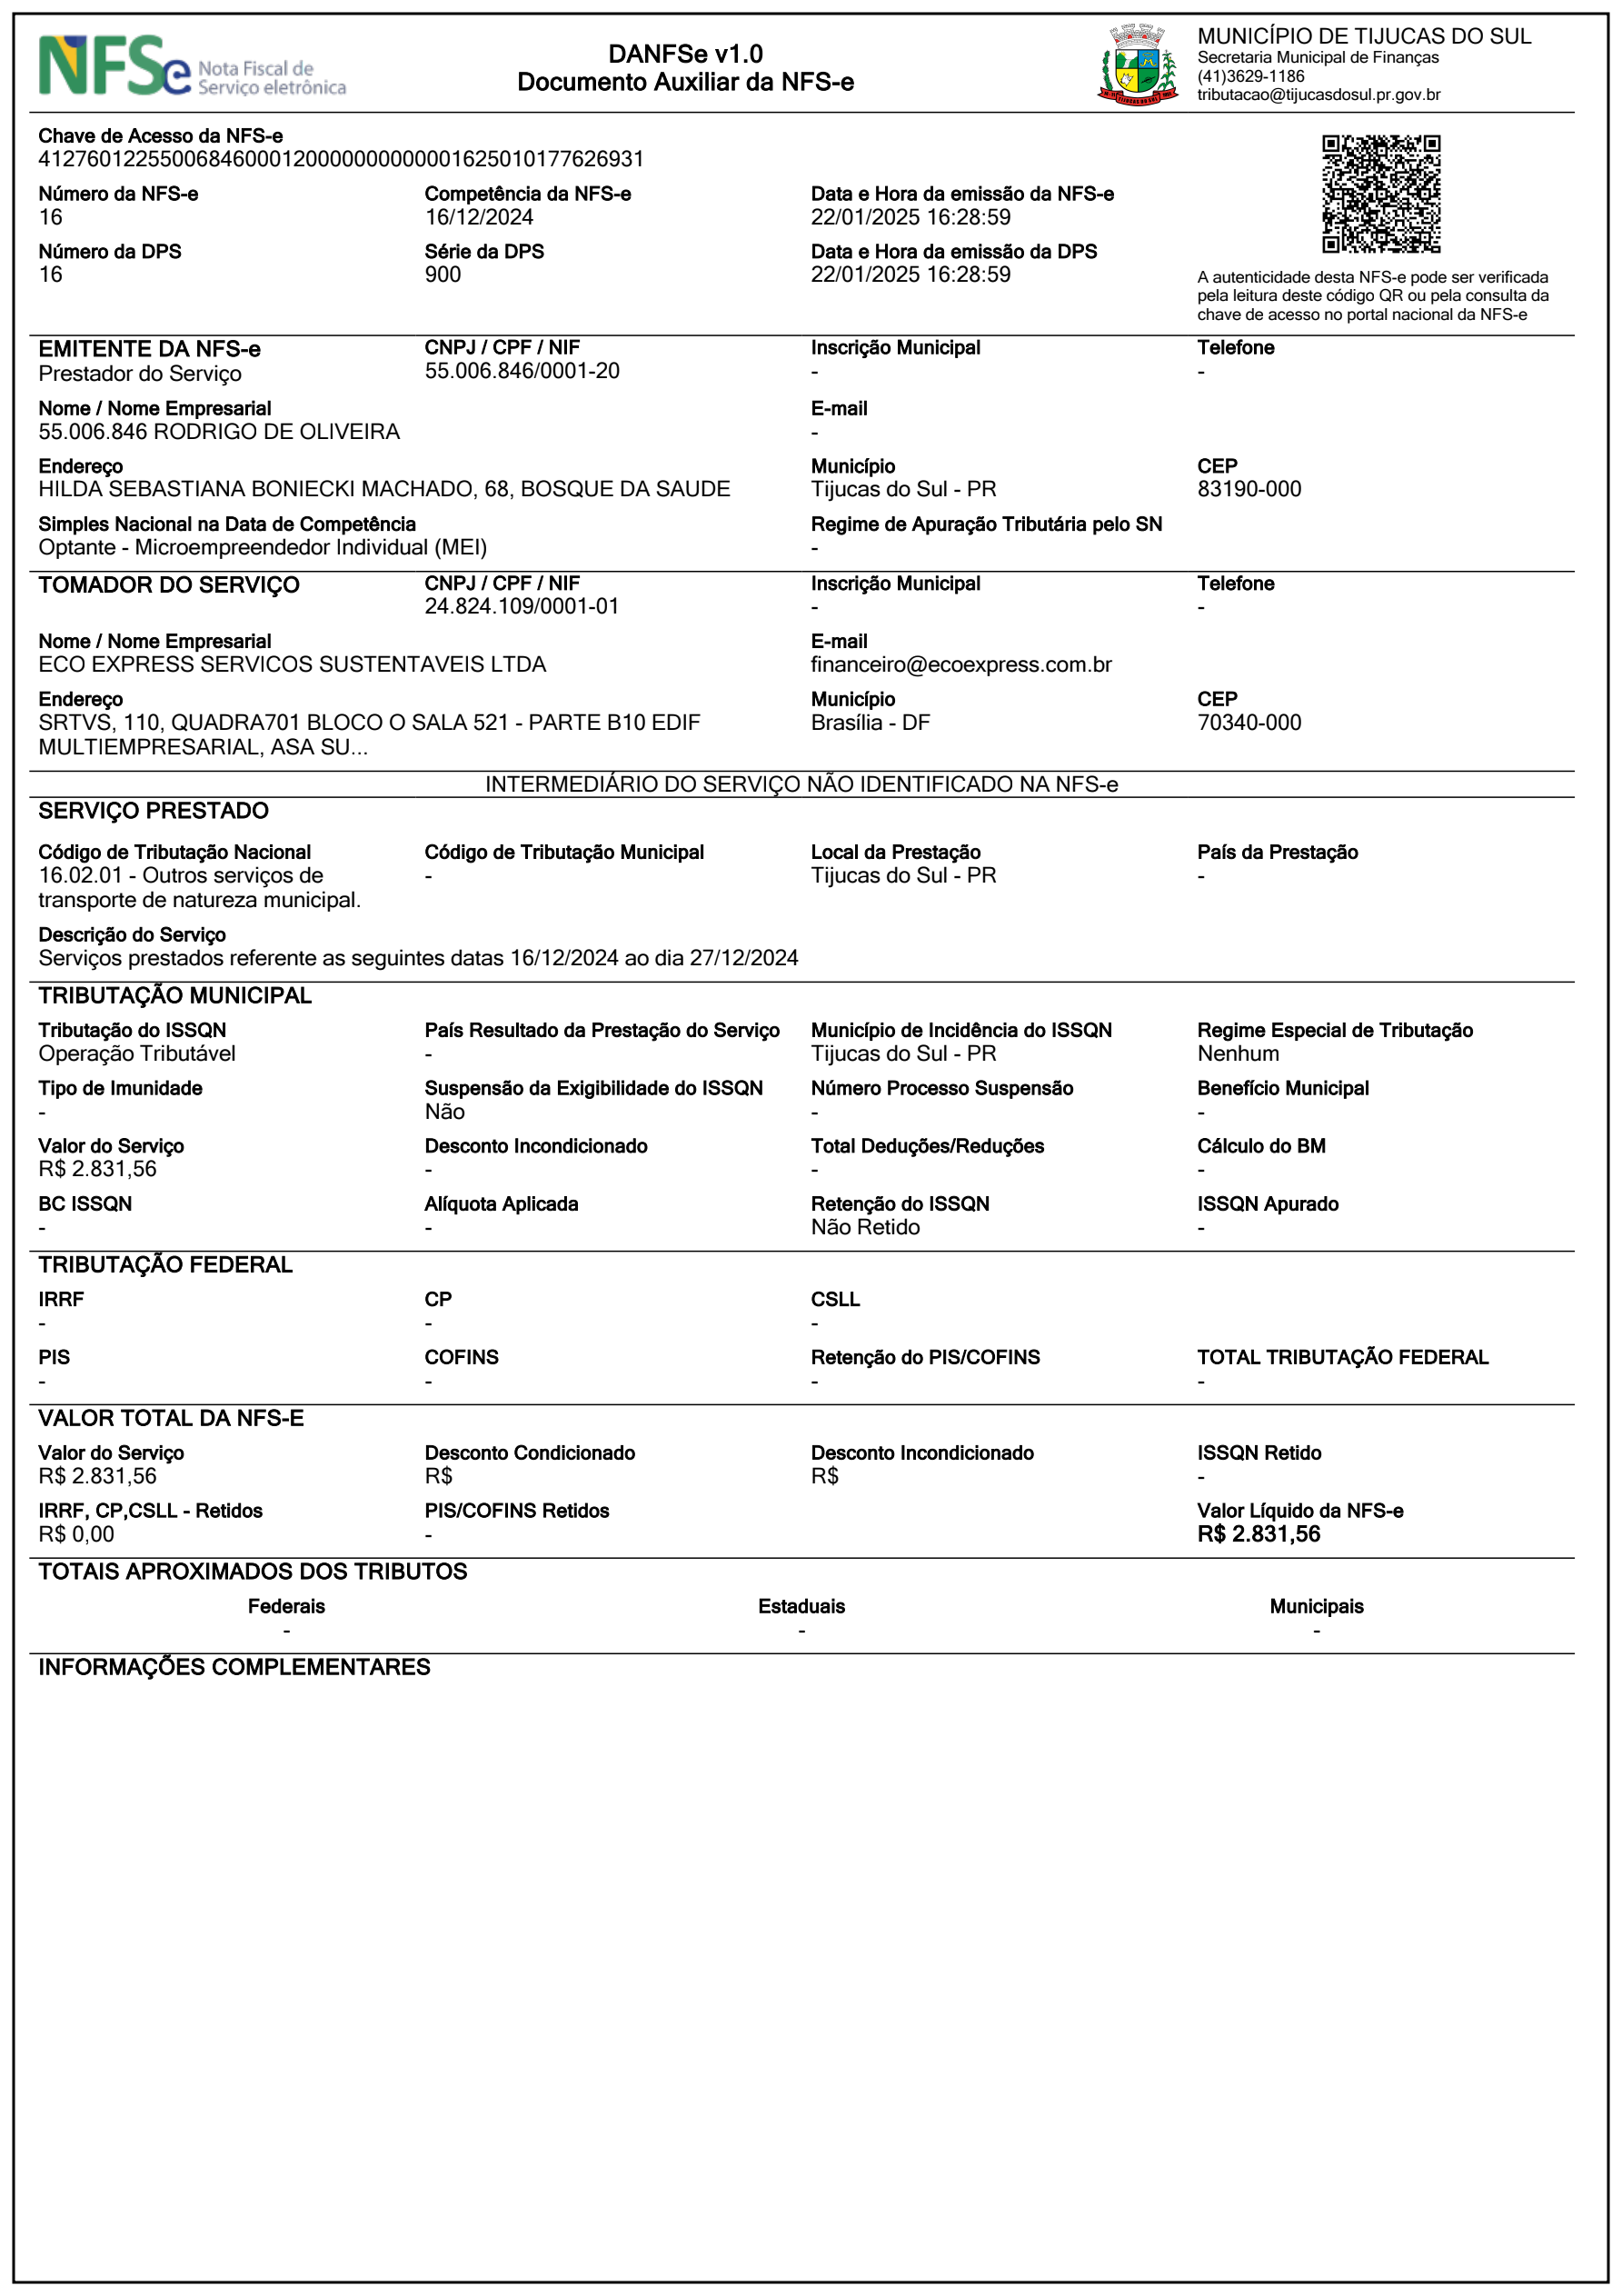 NFSe Nota Fiscal de
Serviço eletrônica
DANFSe v1.0
Documento Auxiliar da NFS-e
MUNICÍPIO DE TIJUCAS DO SUL
Secretaria Municipal de Finanças
(41)3629-1186
tributacao@tijucasdosul.pr.gov.br
Chave de Acesso da NFS-e
41276012255006846000120000000000001625010177626931
Número da NFS-e Competência da NFS-e Data e Hora da emissão da NFS-e
16 16/12/2024 22/01/2025 16:28:59
Número da DPS Série da DPS Data e Hora da emissão da DPS
16 900 22/01/2025 16:28:59
A autenticidade desta NFS-e pode ser verificada
pela leitura deste código QR ou pela consulta da
chave de acesso no portal nacional da NFS-e
EMITENTE DA NFS-e CNPJ / CPF / NIF Inscrição Municipal Telefone
Prestador do Serviço 55.006.846/0001-20 - -
Nome / Nome Empresarial E-mail
55.006.846 RODRIGO DE OLIVEIRA -
Endereço Município CEP
HILDA SEBASTIANA BONIECKI MACHADO, 68, BOSQUE DA SAUDE Tijucas do Sul - PR 83190-000
Simples Nacional na Data de Competência Regime de Apuração Tributária pelo SN
Optante - Microempreendedor Individual (MEI) -
TOMADOR DO SERVIÇO CNPJ / CPF / NIF Inscrição Municipal Telefone
24.824.109/0001-01 - -
Nome / Nome Empresarial E-mail
ECO EXPRESS SERVICOS SUSTENTAVEIS LTDA financeiro@ecoexpress.com.br
Endereço Município CEP
SRTVS, 110, QUADRA701 BLOCO O SALA 521 - PARTE B10 EDIF Brasília - DF 70340-000
MULTIEMPRESARIAL, ASA SU...
INTERMEDIÁRIO DO SERVIÇO NÃO IDENTIFICADO NA NFS-e
SERVIÇO PRESTADO
Código de Tributação Nacional Código de Tributação Municipal Local da Prestação País da Prestação
16.02.01 - Outros serviços de - Tijucas do Sul - PR -
transporte de natureza municipal.
Descrição do Serviço
Serviços prestados referente as seguintes datas 16/12/2024 ao dia 27/12/2024
TRIBUTAÇÃO MUNICIPAL
Tributação do ISSQN País Resultado da Prestação do Serviço Município de Incidência do ISSQN Regime Especial de Tributação
Operação Tributável - Tijucas do Sul - PR Nenhum
Tipo de Imunidade Suspensão da Exigibilidade do ISSQN Número Processo Suspensão Benefício Municipal
- Não - -
Valor do Serviço Desconto Incondicionado Total Deduções/Reduções Cálculo do BM
R$ 2.831,56 - - -
BC ISSQN Alíquota Aplicada Retenção do ISSQN ISSQN Apurado
- - Não Retido -
TRIBUTAÇÃO FEDERAL
IRRF CP CSLL
- - -
PIS COFINS Retenção do PIS/COFINS TOTAL TRIBUTAÇÃO FEDERAL
- - - -
VALOR TOTAL DA NFS-E
Valor do Serviço Desconto Condicionado Desconto Incondicionado ISSQN Retido
R$ 2.831,56 R$ R$ -
IRRF, CP,CSLL - Retidos PIS/COFINS Retidos Valor Líquido da NFS-e
R$ 0,00 - R$ 2.831,56
TOTAIS APROXIMADOS DOS TRIBUTOS
Federais Estaduais Municipais
- - -
INFORMAÇÕES COMPLEMENTARES